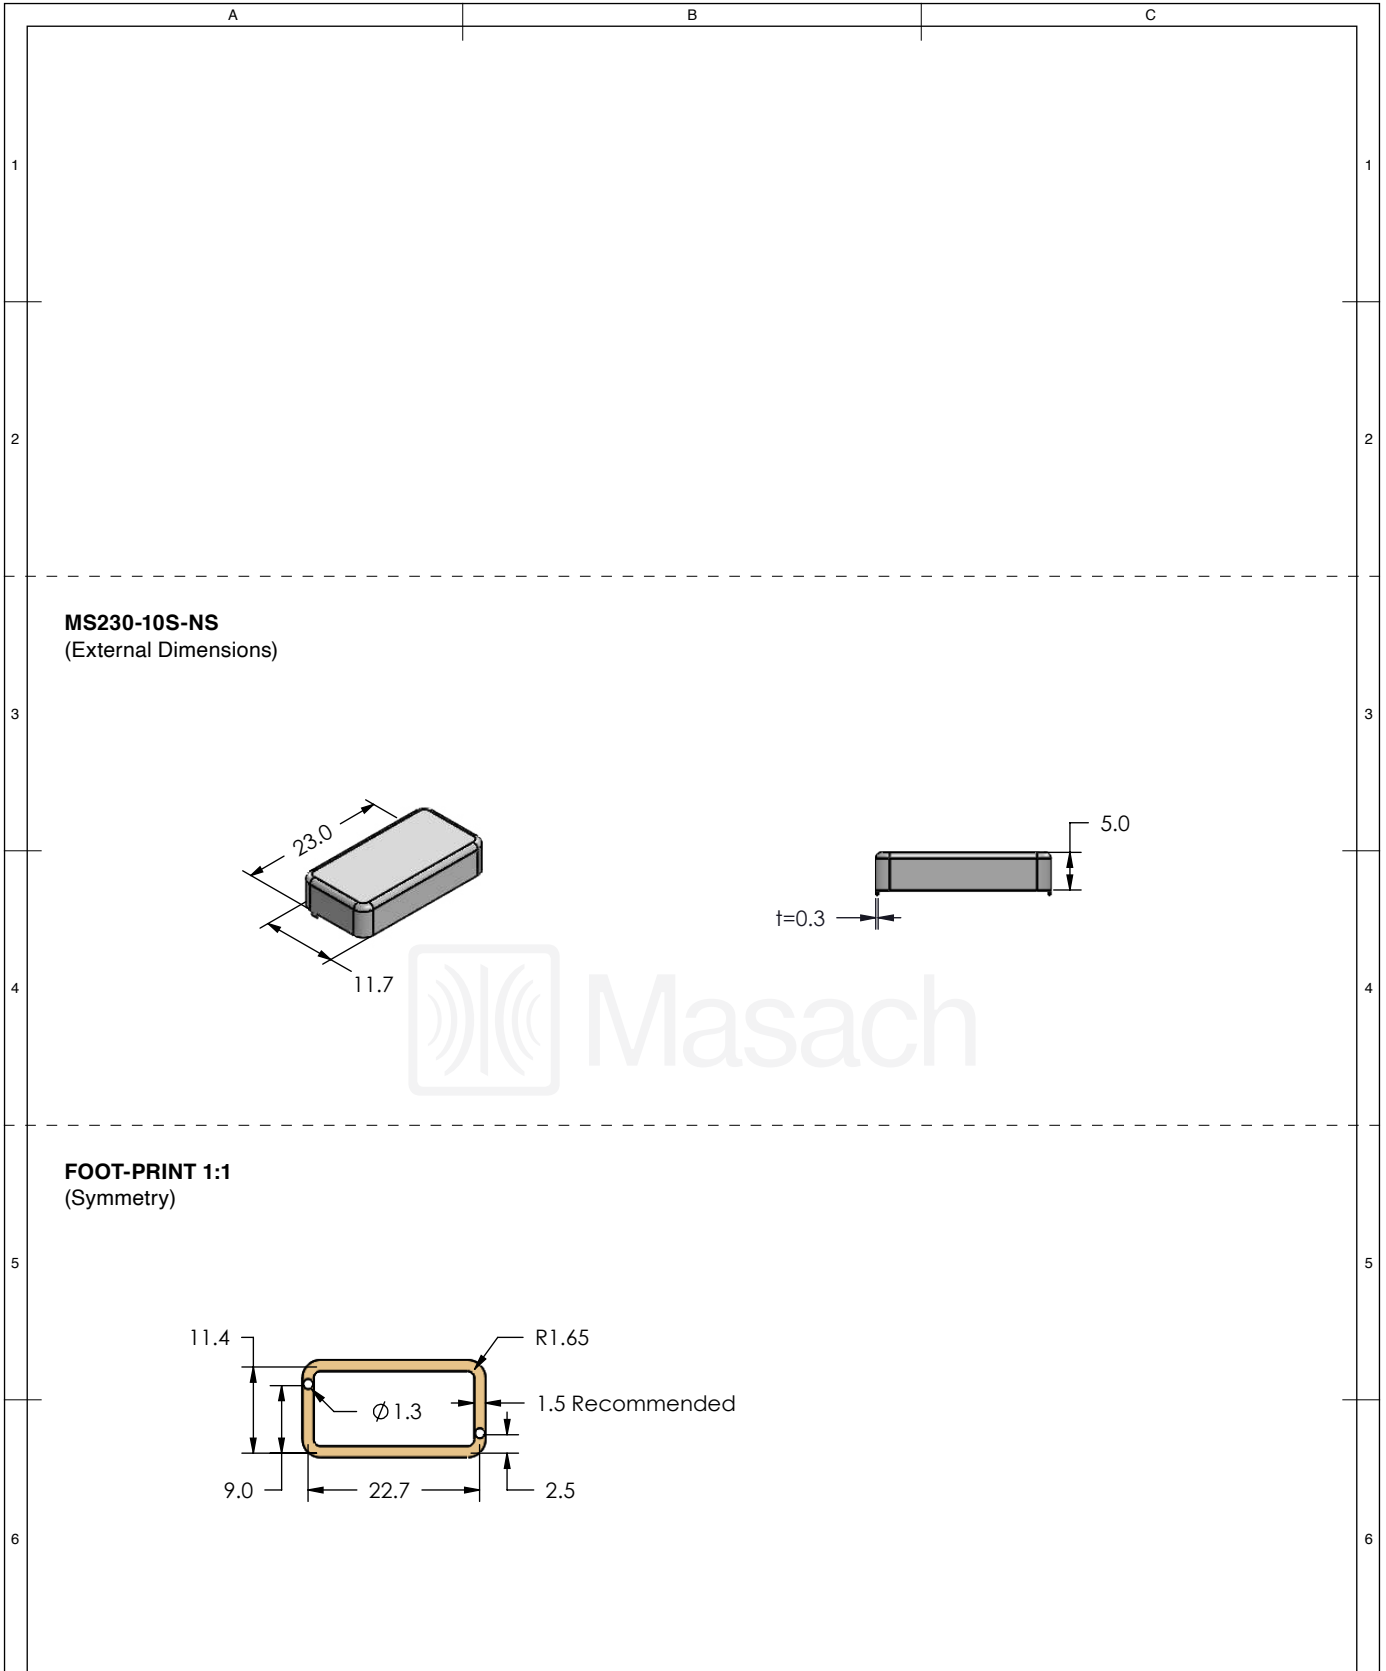 A B C
1 1
2 2
MS230-10S-NS
(External Dimensions)
3 3
23.0
5.0
t=0.3
11.7
4 4
Masach
FOOT-PRINT 1:1
(Symmetry)
5 5
11.4 R1.65
1.5 Recommended
Ø1.3
9.0 22.7 2.5
6 6